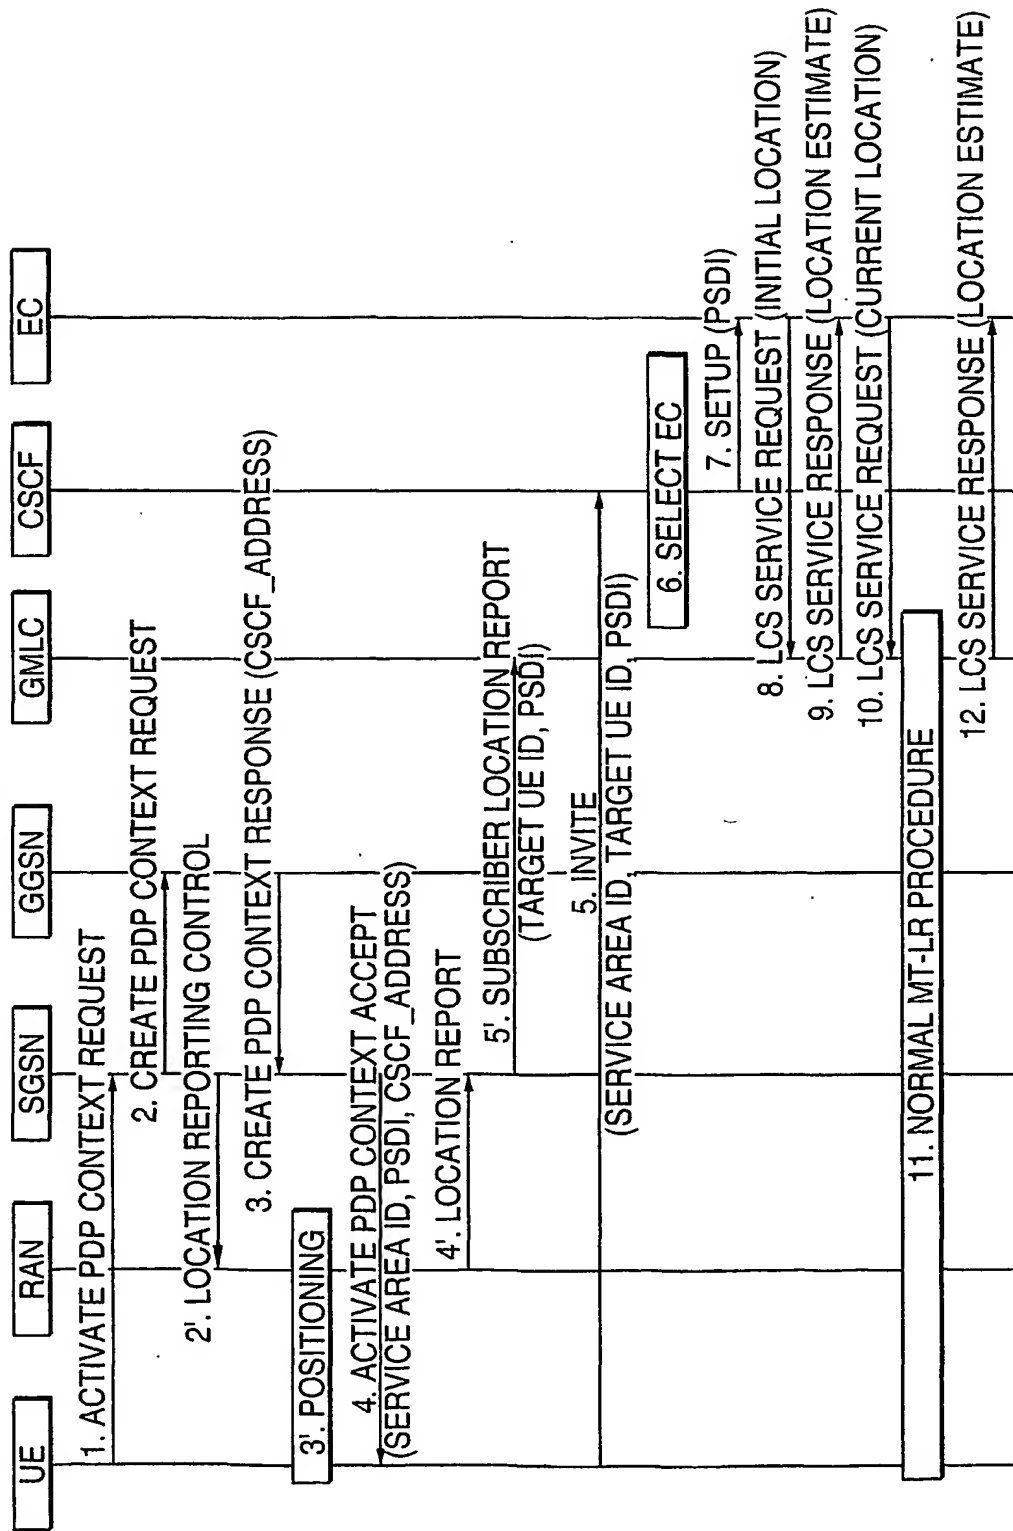 UE
RAN
SGSN
GGSN
GMLC
CSCF
EC
1. ACTIVATE PDP CONTEXT REQUEST
2. CREATE PDP CONTEXT REQUEST
2'. LOCATION REPORTING CONTROL
3. CREATE PDP CONTEXT RESPONSE (CSCF_ADDRESS)
3'. POSITIONING
4. ACTIVATE PDP CONTEXT ACCEPT
(SERVICE AREA ID, PSDI, CSCF_ADDRESS)
4'. LOCATION REPORT
5'. SUBSCRIBER LOCATION REPORT
(TARGET UE ID, PSDI)
5. INVITE
(SERVICE AREA ID, TARGET UE ID, PSDI)
6. SELECT EC
7. SETUP (PSDI)
8. LCS SERVICE REQUEST (INITIAL LOCATION)
9. LCS SERVICE RESPONSE (LOCATION ESTIMATE)
10. LCS SERVICE REQUEST (CURRENT LOCATION)
11. NORMAL MT-LR PROCEDURE
12. LCS SERVICE RESPONSE (LOCATION ESTIMATE)